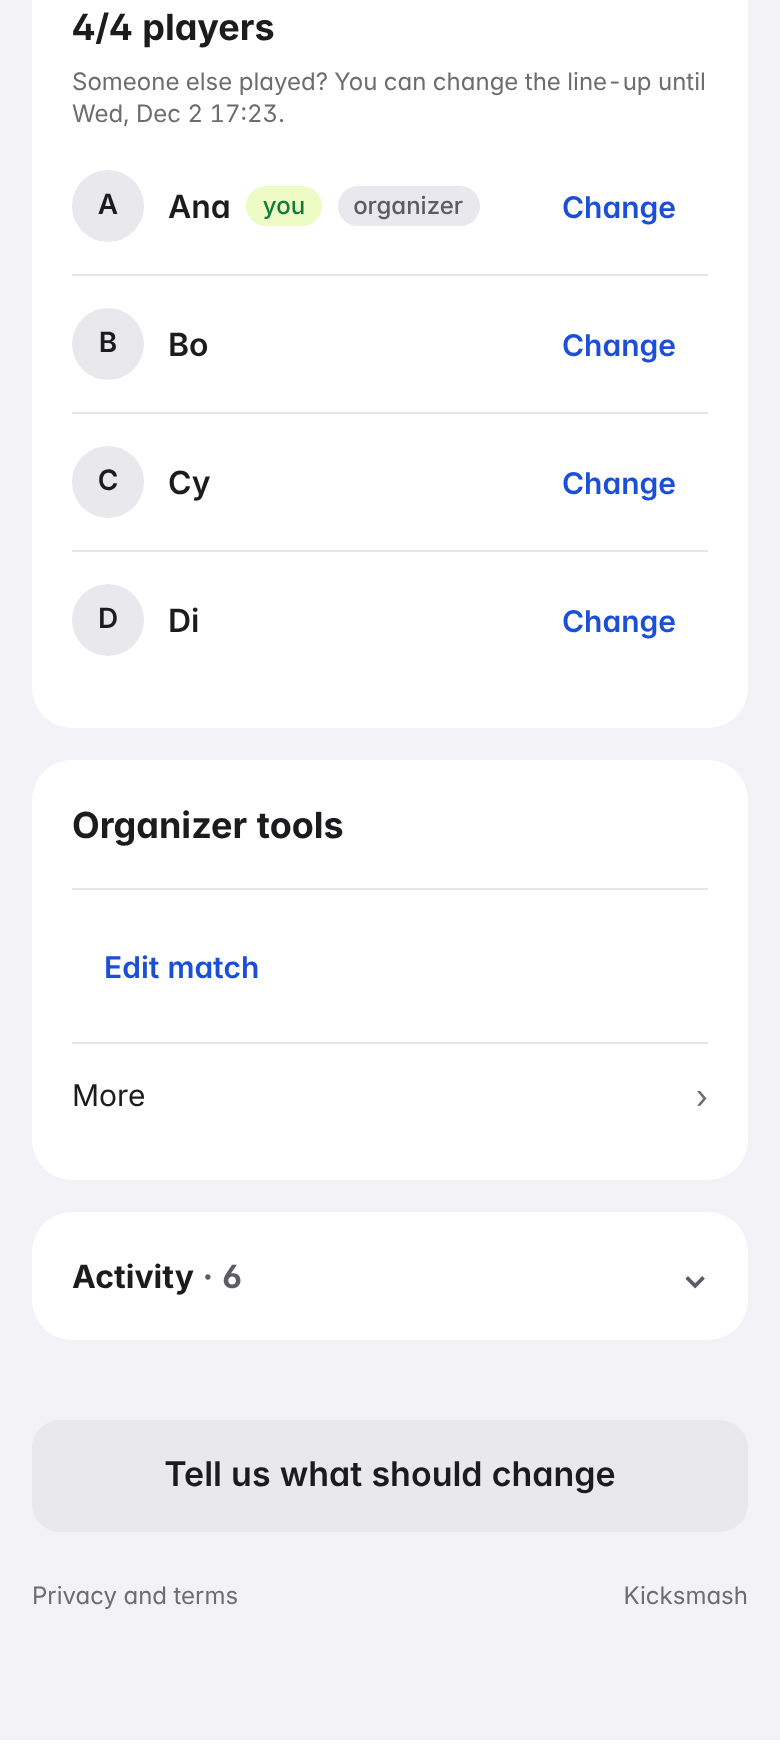 4/4 players
Someone else played? You can change the line-up until
Wed, Dec 2 17:23.
A Ana you organizer Change
B Bo Change
C Cy Change
D Di Change
Organizer tools
Edit match
More ›
Activity · 6
Tell us what should change
Privacy and terms Kicksmash